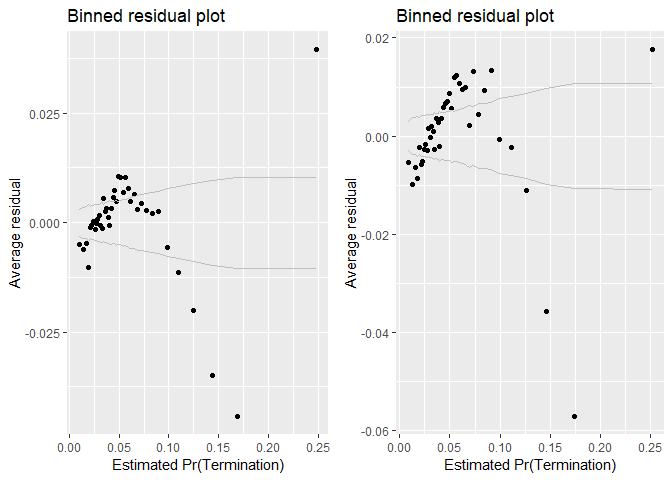 Binned residual plot
0.025
0.000
-0.025
Average residual
0.00 0.05 0.10 0.15 0.20 0.25
Estimated Pr(Termination)
Binned residual plot
0.02
0.00
-0.02
-0.04
-0.06
Average residual
0.00 0.05 0.10 0.15 0.20 0.25
Estimated Pr(Termination)